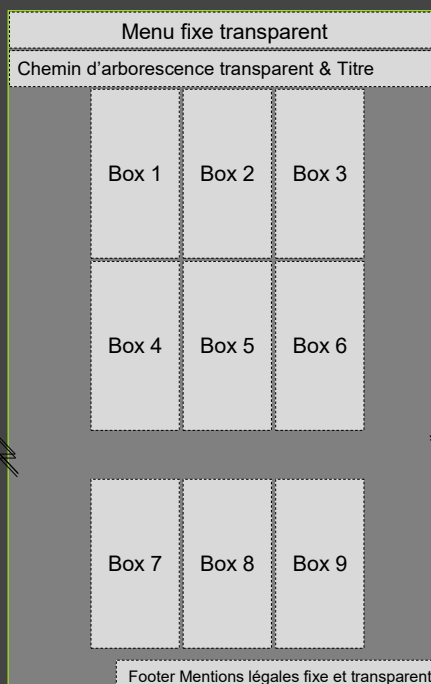 Menu fixe transparent
Chemin d’arborescence transparent & Titre
Box 1
Box 2
Box 3
Box 4
Box 5
Box 6
Box 7
Box 8
Box 9
Footer Mentions légales fixe et transparent